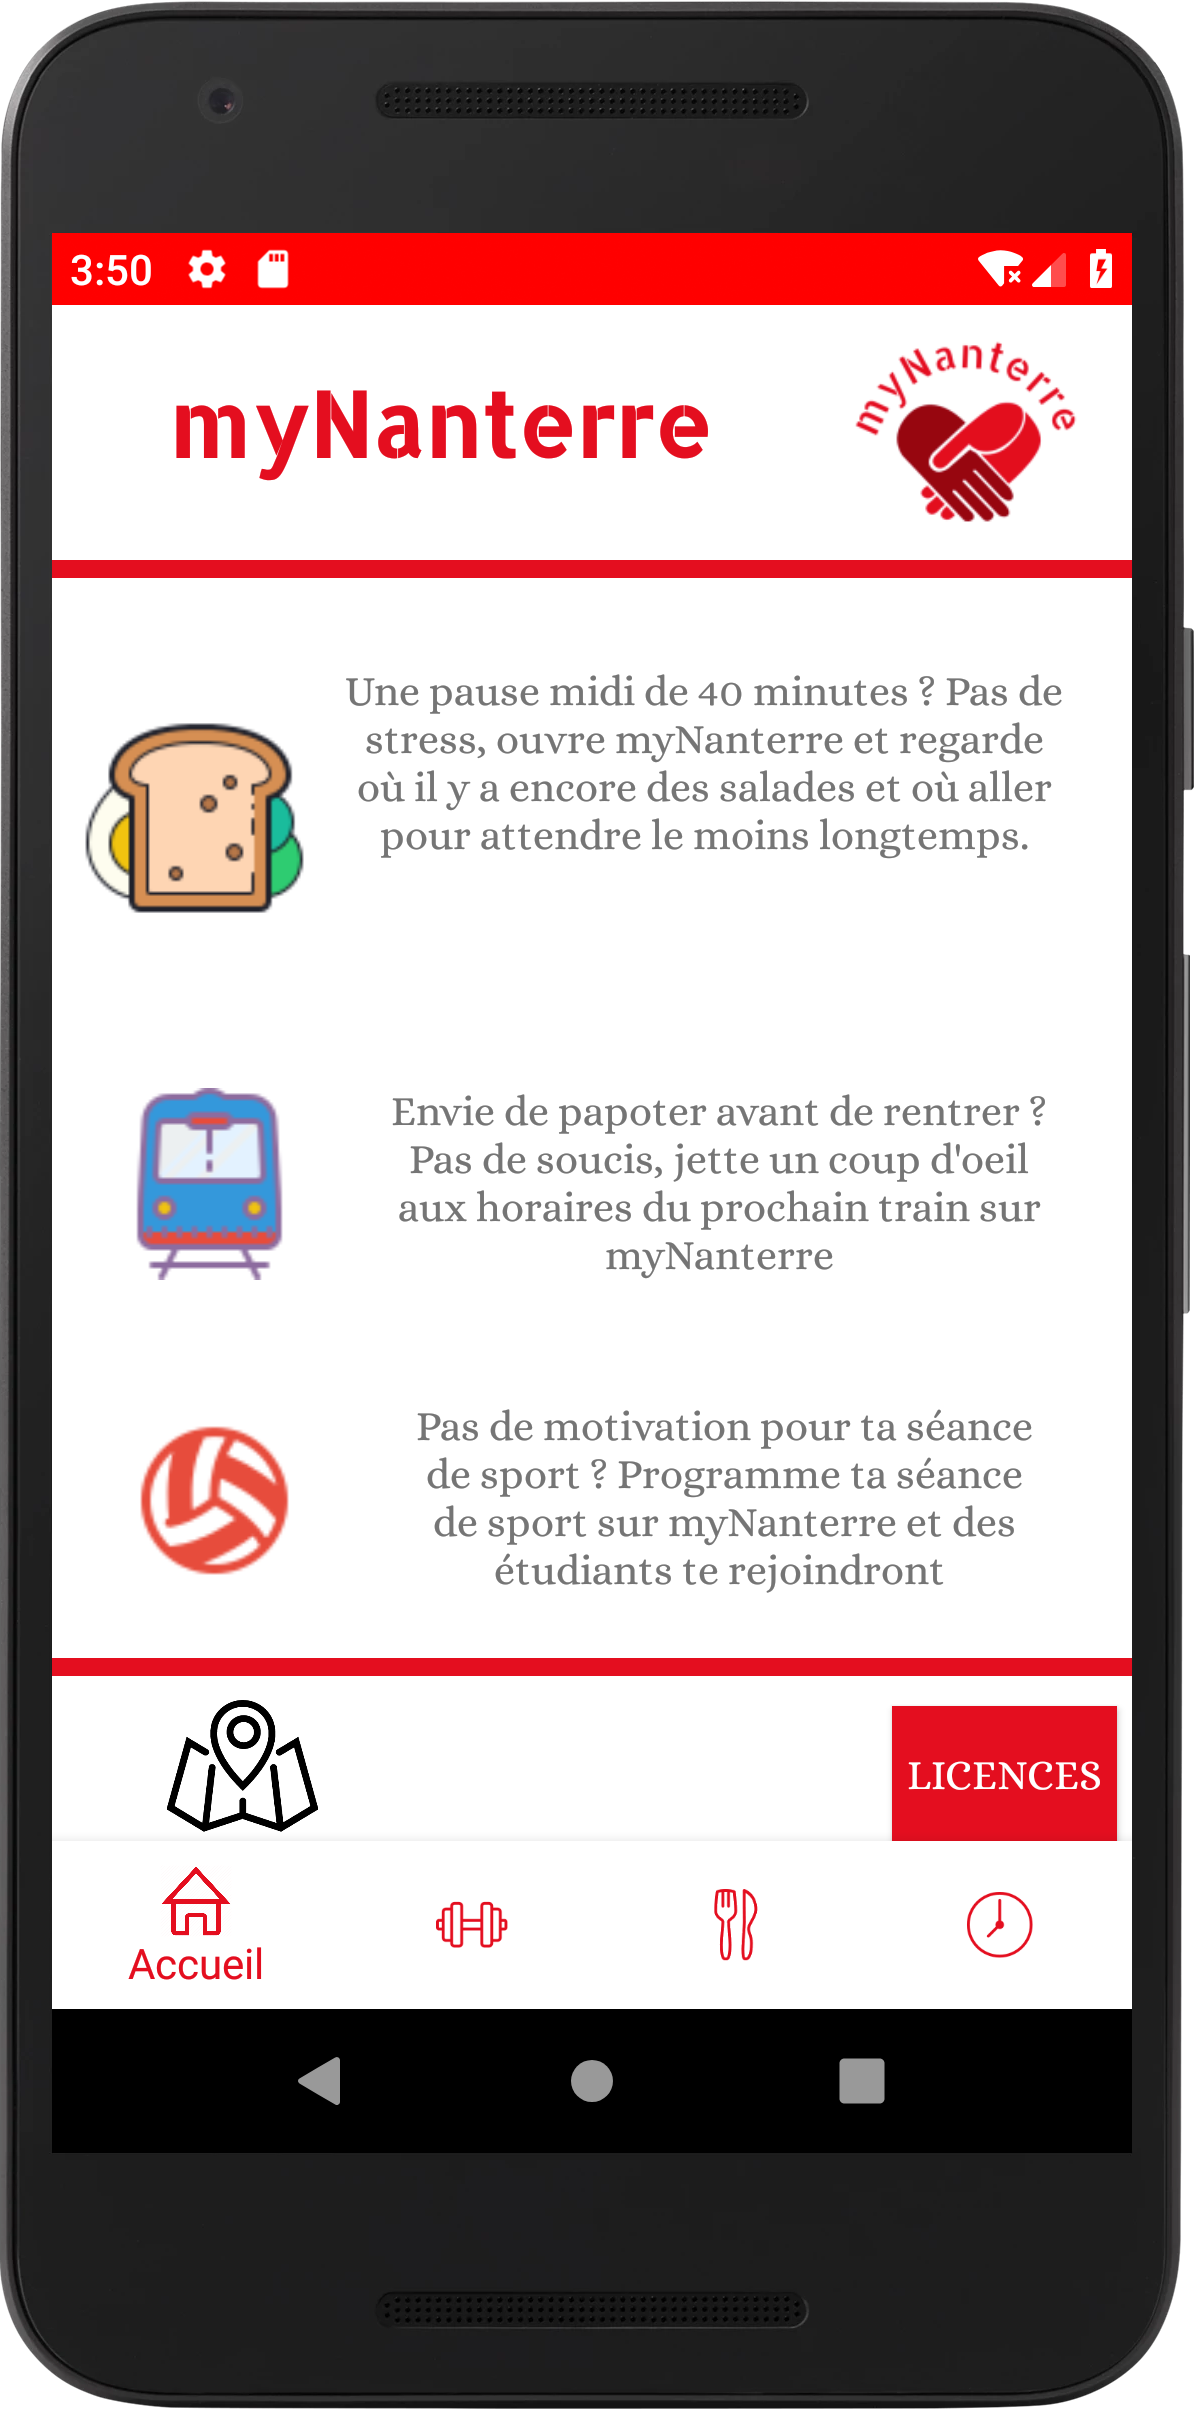 3:50
myNanterre
myNanterre
Une pause midi de 40 minutes ? Pas de
stress, ouvre myNanterre et regarde
où il y a encore des salades et où aller
pour attendre le moins longtemps.
Envie de papoter avant de rentrer ?
Pas de soucis, jette un coup d'oeil
aux horaires du prochain train sur
myNanterre
Pas de motivation pour ta séance
de sport ? Programme ta séance
de sport sur myNanterre et des
étudiants te rejoindront
LICENCES
Accueil